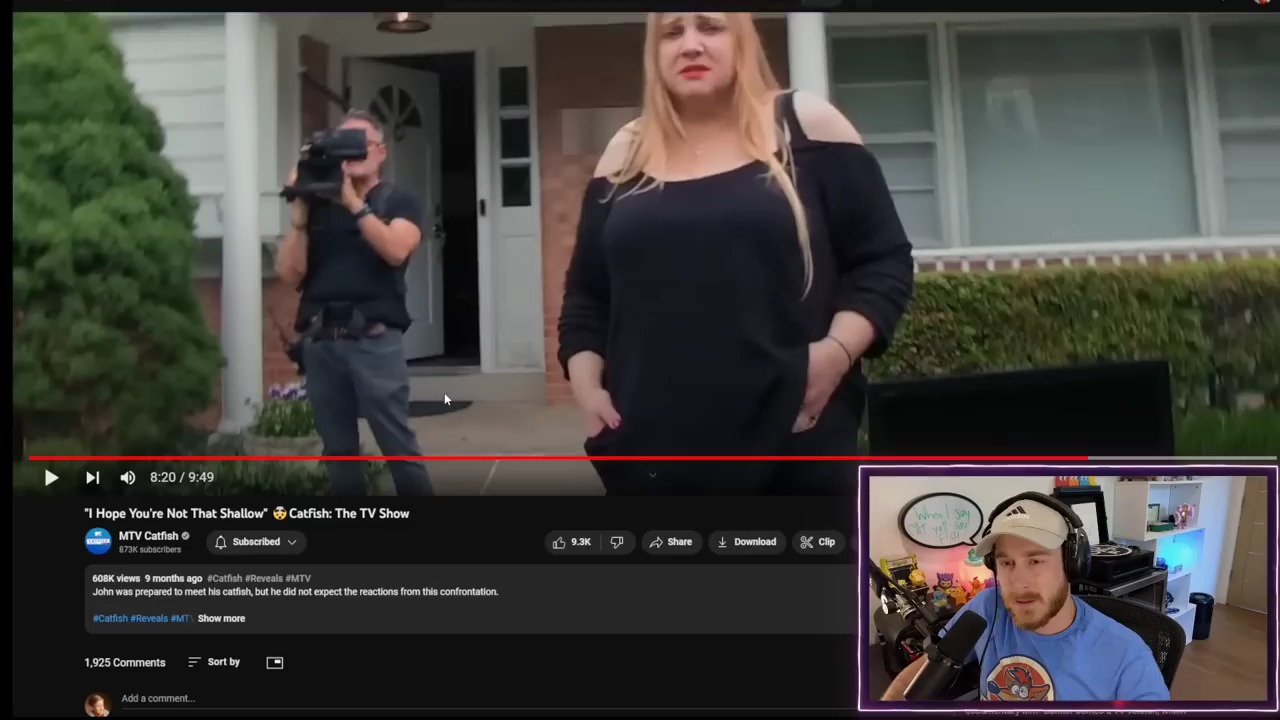 8:20 / 9:49
"I Hope You're Not That Shallow" 🤯 Catfish: The TV Show
MTV Catfish
873K subscribers
Subscribed
9.3K
Share
Download
Clip
608K views 9 months ago #Catfish #Reveals #MTV
John was prepared to meet his catfish, but he did not expect the reactions from this confrontation.
#Catfish #Reveals #MT
Show more
1,925 Comments
Sort by
Add a comment...
When I say